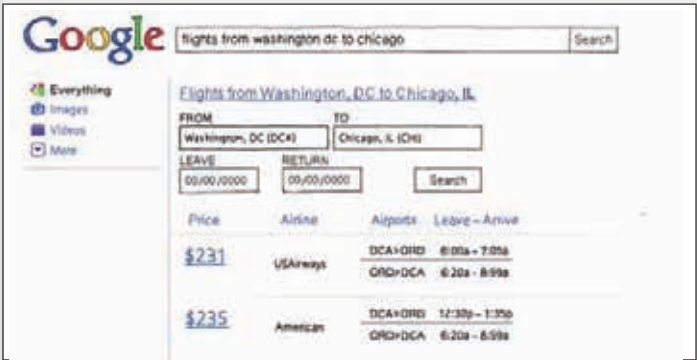 Google flights from washington dc to chicago Search
Everything
Images
Videos
More
Flights from Washington, DC to Chicago, IL
FROM TO
Washington, DC (DCA) Chicago, IL (CHI)
LEAVE RETURN
00/00/0000 00/00/0000 Search
Price Airline Airports Leave – Arrive
$231 USAirways DCA>ORD 6:00a – 7:05a
ORD>DCA 6:20a - 8:59a
$235 American DCA>ORD 12:30p – 1:35p
ORD>DCA 6:20a - 8:59a